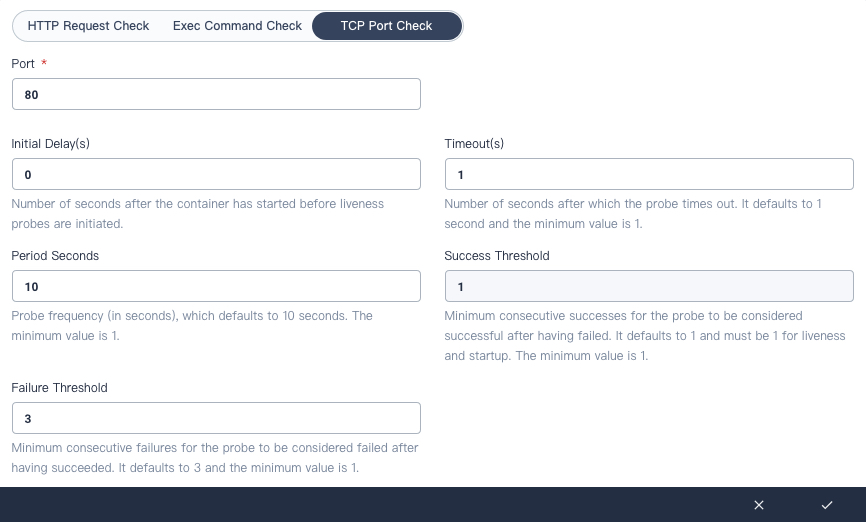 HTTP Request Check Exec Command Check TCP Port Check
Port *
80
Initial Delay(s)
0
Number of seconds after the container has started before liveness
probes are initiated.
Timeout(s)
1
Number of seconds after which the probe times out. It defaults to 1
second and the minimum value is 1.
Period Seconds
10
Probe frequency (in seconds), which defaults to 10 seconds. The
minimum value is 1.
Success Threshold
1
Minimum consecutive successes for the probe to be considered
successful after having failed. It defaults to 1 and must be 1 for liveness
and startup. The minimum value is 1.
Failure Threshold
3
Minimum consecutive failures for the probe to be considered failed after
having succeeded. It defaults to 3 and the minimum value is 1.